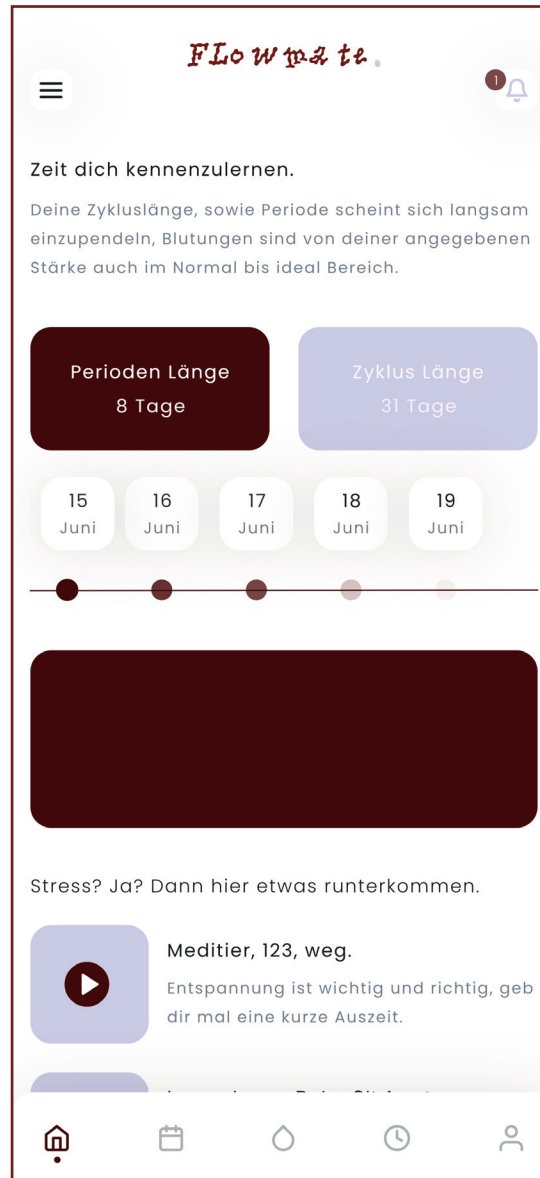 FLowmate.
1
Zeit dich kennenzulernen.
Deine Zykluslänge, sowie Periode scheint sich langsam
einzupendeln, Blutungen sind von deiner angegebenen
Stärke auch im Normal bis ideal Bereich.
Perioden Länge
8 Tage
Zyklus Länge
31 Tage
15
Juni
16
Juni
17
Juni
18
Juni
19
Juni
Stress? Ja? Dann hier etwas runterkommen.
Meditier, 123, weg.
Entspannung ist wichtig und richtig, geb
dir mal eine kurze Auszeit.